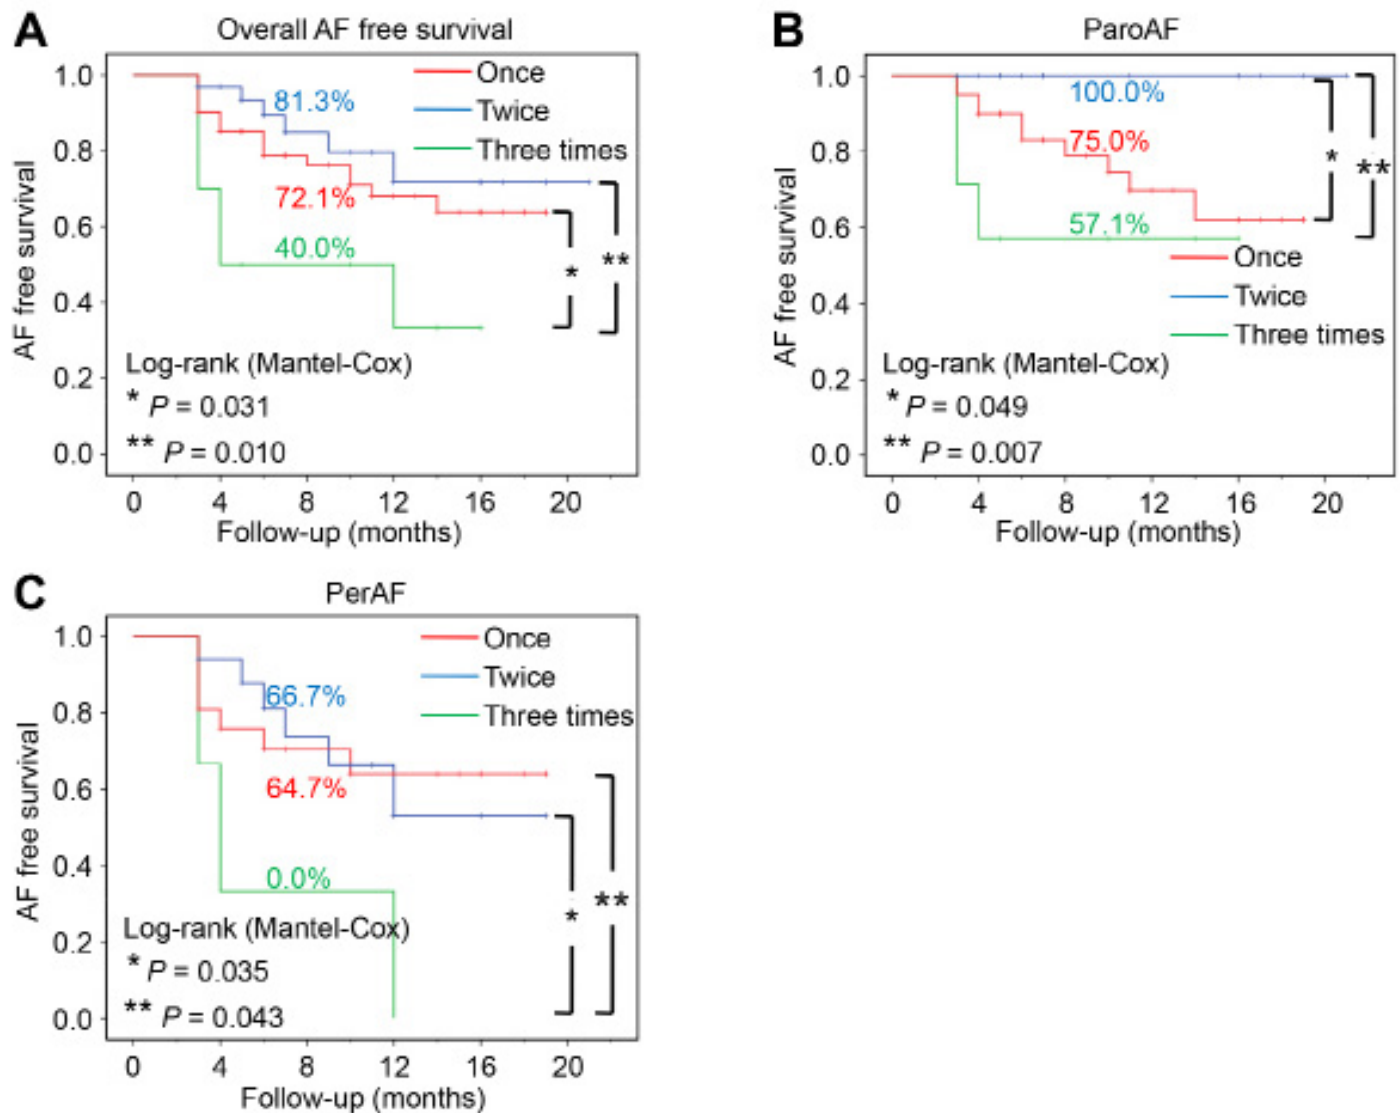 A
Overall AF free survival
1.0
0.8
0.6
0.4
0.2
0.0
AF free survival
Once
Twice
Three times
81.3%
72.1%
40.0%
*
**
Log-rank (Mantel-Cox)
* P = 0.031
** P = 0.010
0 4 8 12 16 20
Follow-up (months)
B
ParoAF
1.0
0.8
0.6
0.4
0.2
0.0
AF free survival
100.0%
75.0%
57.1%
*
**
Once
Twice
Three times
Log-rank (Mantel-Cox)
* P = 0.049
** P = 0.007
0 4 8 12 16 20
Follow-up (months)
C
PerAF
1.0
0.8
0.6
0.4
0.2
0.0
AF free survival
Once
Twice
Three times
66.7%
64.7%
0.0%
*
**
Log-rank (Mantel-Cox)
* P = 0.035
** P = 0.043
0 4 8 12 16 20
Follow-up (months)